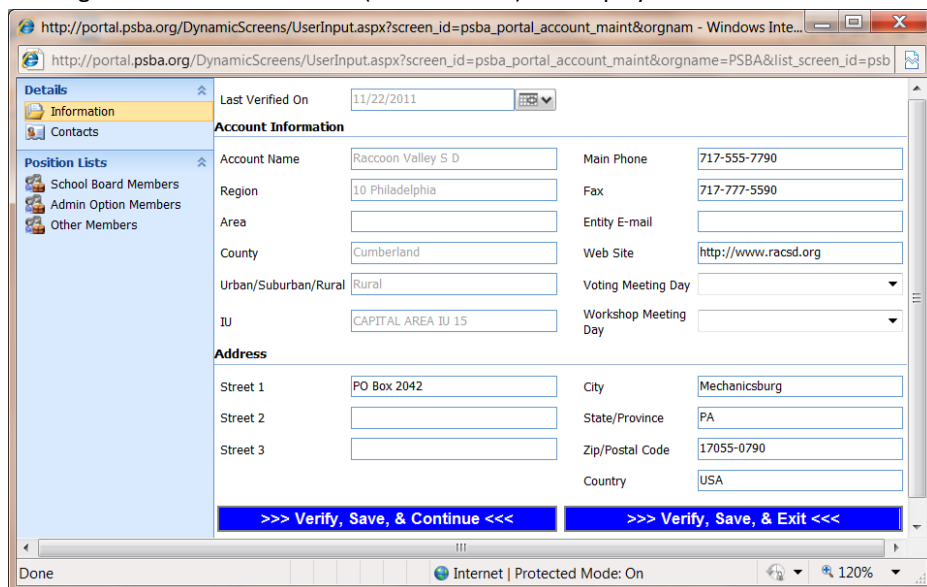 http://portal.psba.org/DynamicScreens/UserInput.aspx?screen_id=psba_portal_account_maint&orgnam - Windows Inte...
http://portal.psba.org/DynamicScreens/UserInput.aspx?screen_id=psba_portal_account_maint&orgname=PSBA&list_screen_id=psb
Details
Information
Contacts
Position Lists
School Board Members
Admin Option Members
Other Members
Last Verified On 11/22/2011
Account Information
Account Name Raccoon Valley S D Main Phone 717-555-7790
Region 10 Philadelphia Fax 717-777-5590
Area Entity E-mail
County Cumberland Web Site http://www.racsd.org
Urban/Suburban/Rural Rural Voting Meeting Day
IU CAPITAL AREA IU 15 Workshop Meeting
Day
Address
Street 1 PO Box 2042 City Mechanicsburg
Street 2 State/Province PA
Street 3 Zip/Postal Code 17055-0790
Country USA
>>> Verify, Save, & Continue <<< >>> Verify, Save, & Exit <<<
Done Internet | Protected Mode: On 120%